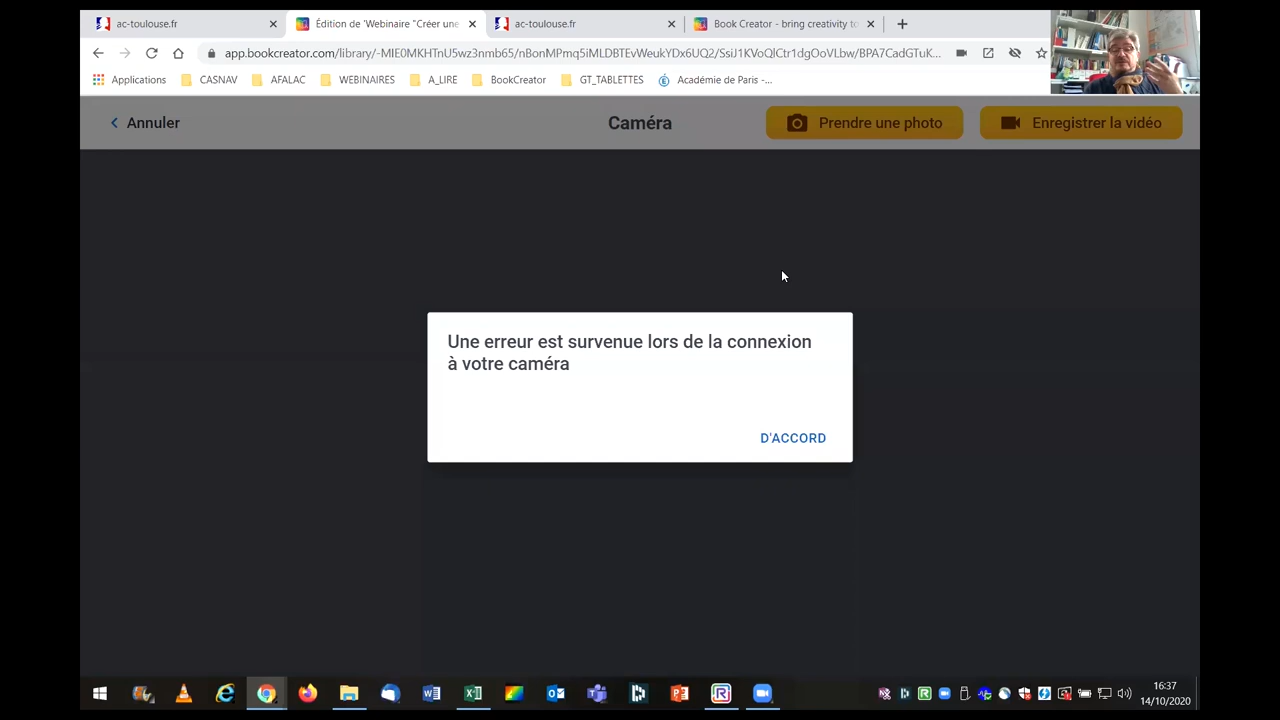 ac-toulouse.fr
Édition de 'Webinaire "Créer une
ac-toulouse.fr
Book Creator - bring creativity to
app.bookcreator.com/library/-MIE0MKHTnU5wz3nmb65/nBonMPmq5iMLDBTEvWeukYDx6UQ2/SsiJ1KVoQlCtr1dgOoVLbw/BPA7CadGTuK...
Applications
CASNAV
AFALAC
WEBINAIRES
A_LIRE
BookCreator
GT_TABLETTES
Académie de Paris -...
Annuler
Caméra
Prendre une photo
Enregistrer la vidéo
Une erreur est survenue lors de la connexion
à votre caméra
D'ACCORD
16:37
14/10/2020